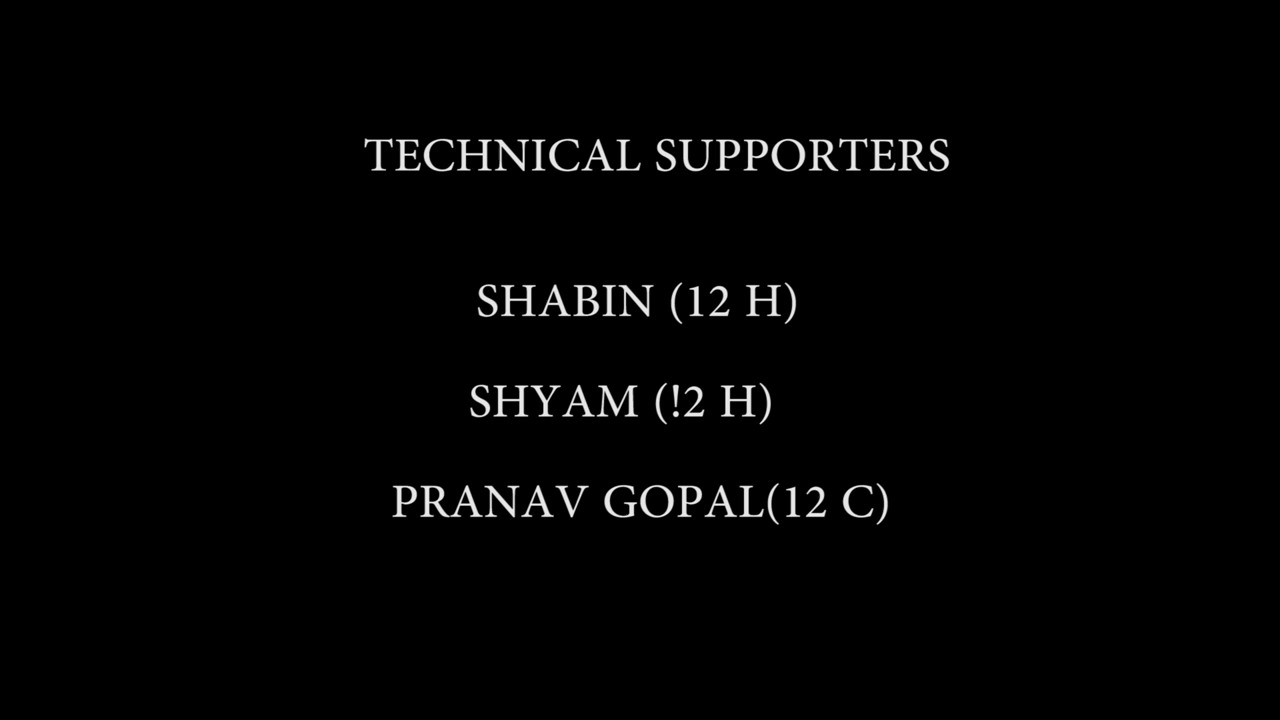 TECHNICAL SUPPORTERS
SHABIN (12 H)
SHYAM (!2 H)
PRANAV GOPAL(12 C)